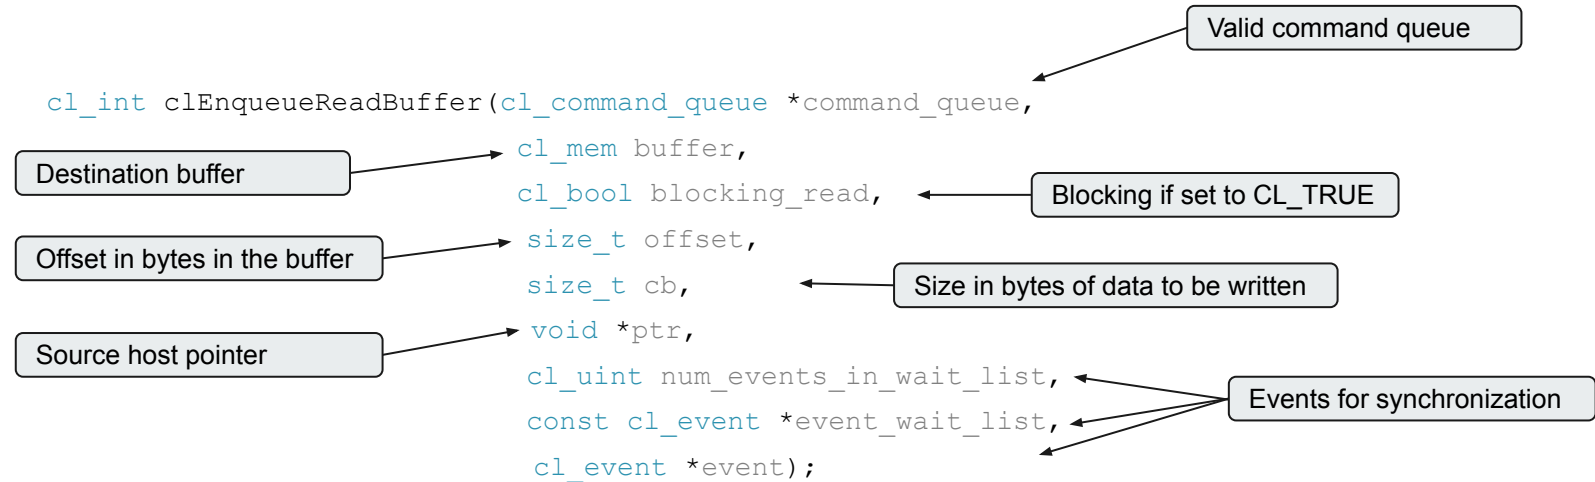 Valid command queue
cl_int clEnqueueReadBuffer(cl_command_queue *command_queue,
cl_mem buffer,
Destination buffer
cl_bool blocking_read,
Blocking if set to CL_TRUE
size_t offset,
Offset in bytes in the buffer
size_t cb,
Size in bytes of data to be written
void *ptr,
Source host pointer
cl_uint num_events_in_wait_list,
Events for synchronization
const cl_event *event_wait_list,
cl_event *event);